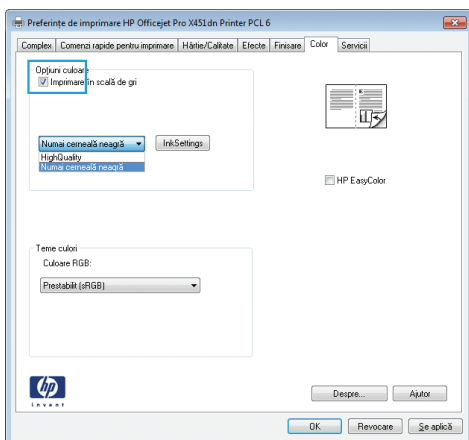 Preferințe de imprimare HP Officejet Pro X451dn Printer PCL 6
Complex Comenzi rapide pentru imprimare Hârtie/Calitate Efecte Finisare Color Servicii
Opțiuni culoare
Imprimare în scală de gri
Numai cerneală neagră InkSettings
HighQuality
Numai cerneală neagră
HP EasyColor
Teme culori
Culoare RGB:
Prestabilit (sRGB)
hp
invent
Despre... Ajutor
OK Revocare Se aplică